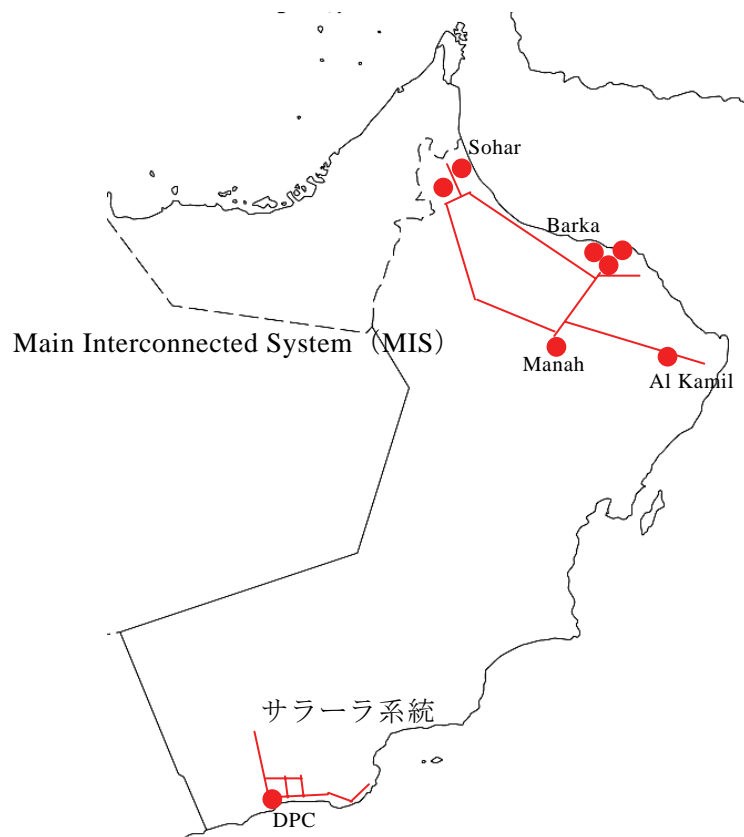 Sohar
Barka
Main Interconnected System（MIS）
Manah
Al Kamil
サラーラ系統
DPC